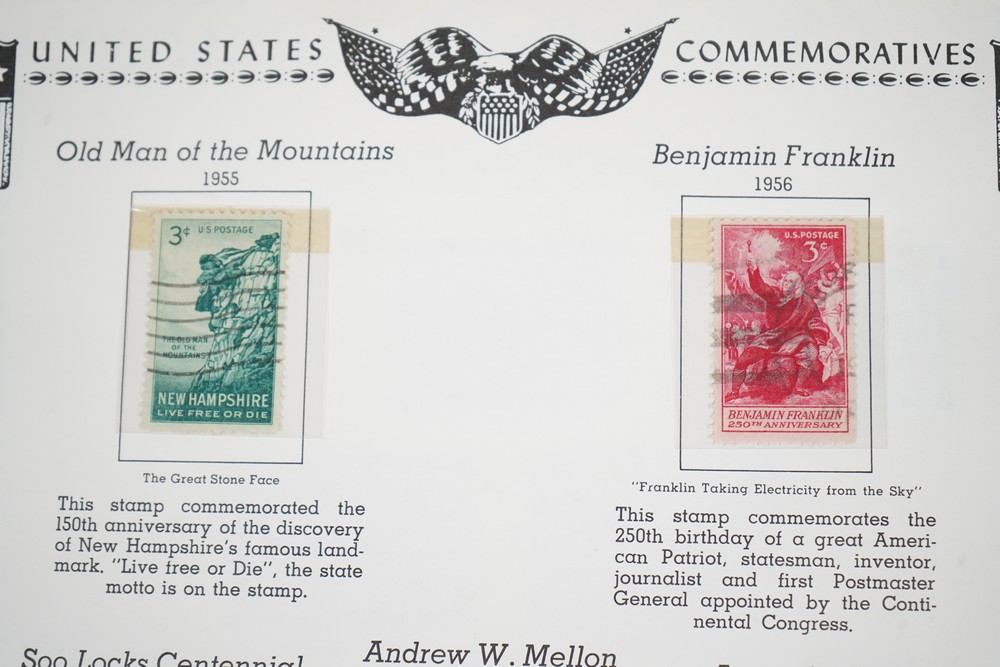 UNITED STATES
COMMEMORATIVES
Old Man of the Mountains
1955
3¢ U.S. POSTAGE
THE OLD MAN
OF THE
MOUNTAINS
NEW HAMPSHIRE
LIVE FREE OR DIE
The Great Stone Face
This stamp commemorated the
150th anniversary of the discovery
of New Hampshire's famous land-
mark. "Live free or Die", the state
motto is on the stamp.
Benjamin Franklin
1956
U.S. POSTAGE
3¢
BENJAMIN FRANKLIN
250TH ANNIVERSARY
"Franklin Taking Electricity from the Sky"
This stamp commemorates the
250th birthday of a great Ameri-
can Patriot, statesman, inventor,
journalist and first Postmaster
General appointed by the Conti-
nental Congress.
Soo Locks Centennial
Andrew W. Mellon